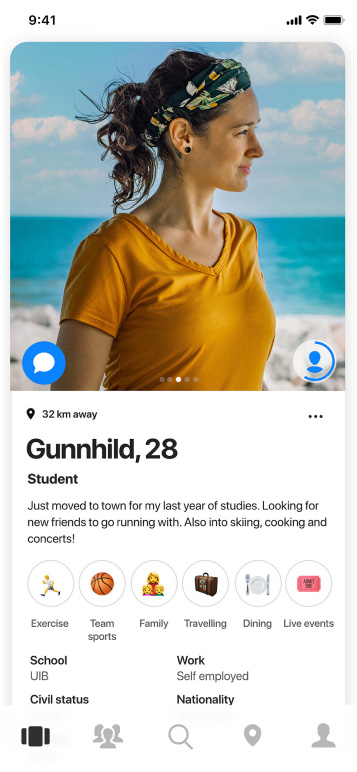 9:41
32 km away
Gunnhild, 28
Student
Just moved to town for my last year of studies. Looking for
new friends to go running with. Also into skiing, cooking and
concerts!
ADMIT
ONE
Exercise
Team
sports
Family
Travelling
Dining
Live events
School
Work
UIB
Self employed
Civil status
Nationality